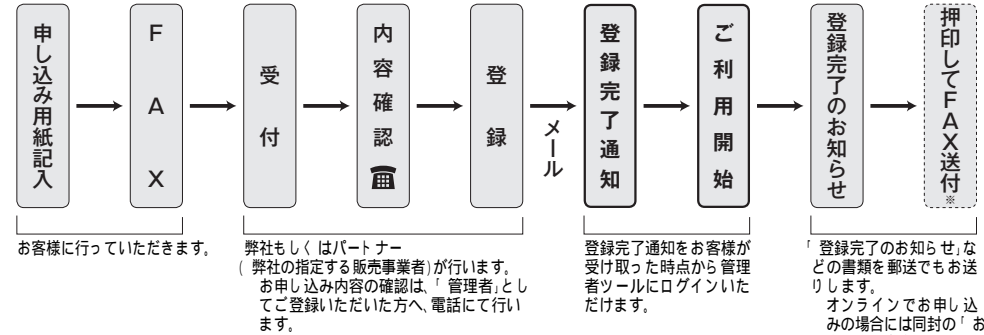 申し込み用紙記入
FAX
受付
内容確認
登録
メール
登録完了通知
ご利用開始
登録完了のお知らせ
押印してFAX送付※
お客様に行っていただきます。
弊社もしくはパートナー
(弊社の指定する販売事業者)が行います。
お申し込み内容の確認は、「管理者」とし
てご登録いただいた方へ、電話にて行い
ます。
登録完了通知をお客様が
受け取った時点から管理
者ツールにログインいた
だけます。
「登録完了のお知らせ」な
どの書類を郵送でもお送
りします。
オンラインでお申し込
みの場合には同封の「お